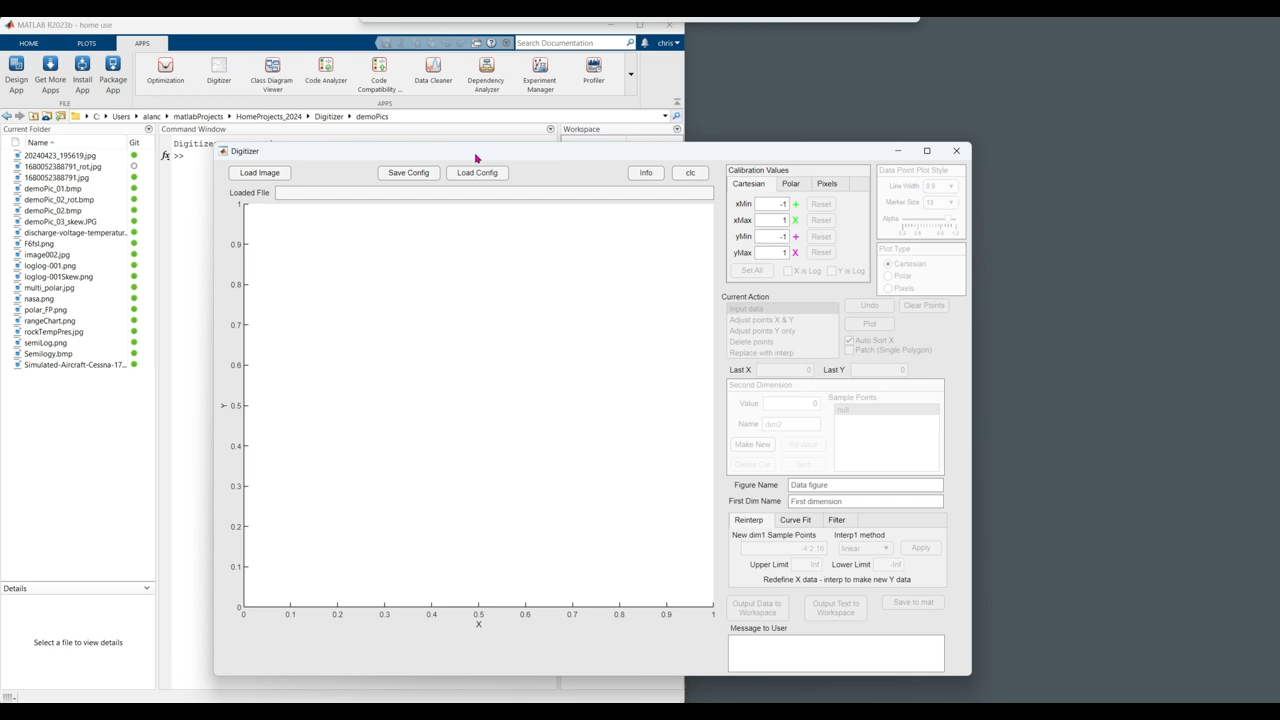 MATLAB R2023b - home use
HOME PLOTS APPS
Search Documentation
chris
Design App
Get More Apps
Install App
Package App
Optimization
Digitizer
Class Diagram Viewer
Code Analyzer
Code Compatibility ...
Data Cleaner
Dependency Analyzer
Experiment Manager
Profiler
FILE
APPS
C: Users alanc matlabProjects HomeProjects_2024 Digitizer demoPics
Current Folder
Command Window
Workspace
Name
Git
20240423_195619.jpg
1680052388791_rot.jpg
1680052388791.jpg
demoPic_01.bmp
demoPic_02_rot.bmp
demoPic_02.bmp
demoPic_03_skew.JPG
discharge-voltage-temperatur...
F6fsl.png
image002.jpg
loglog-001.png
loglog-001Skew.png
multi_polar.jpg
nasa.png
polar_FP.png
rangeChart.png
rockTempPres.jpg
semiLog.png
Semilogy.bmp
Simulated-Aircraft-Cessna-17...
Details
Select a file to view details
fx >>
Digitizer
Load Image
Save Config
Load Config
Info
clc
Loaded File
1
0.9
0.8
0.7
0.6
0.5
0.4
0.3
0.2
0.1
0
Y
0 0.1 0.2 0.3 0.4 0.5 0.6 0.7 0.8 0.9 1
X
Calibration Values
Cartesian Polar Pixels
xMin -1 + Reset
xMax 1 X Reset
yMin -1 + Reset
yMax 1 X Reset
Set All X is Log Y is Log
Data Point Plot Style
Line Width 8.9
Marker Size 13
Alpha
Plot Type
Cartesian
Polar
Pixels
Current Action
Input data
Adjust points X & Y
Adjust points Y only
Delete points
Replace with interp
Undo
Clear Points
Plot
Auto Sort X
Patch (Single Polygon)
Last X 0 Last Y 0
Second Dimension
Value 0
Name dim2
Make New
ReValue
Delete Cur
Sort
Sample Points
null
Figure Name Data figure
First Dim Name First dimension
Reinterp Curve Fit Filter
New dim1 Sample Points Interp1 method
-4:2:16 linear Apply
Upper Limit Inf Lower Limit -Inf
Redefine X data - interp to make new Y data
Output Data to Workspace
Output Text to Workspace
Save to mat
Message to User